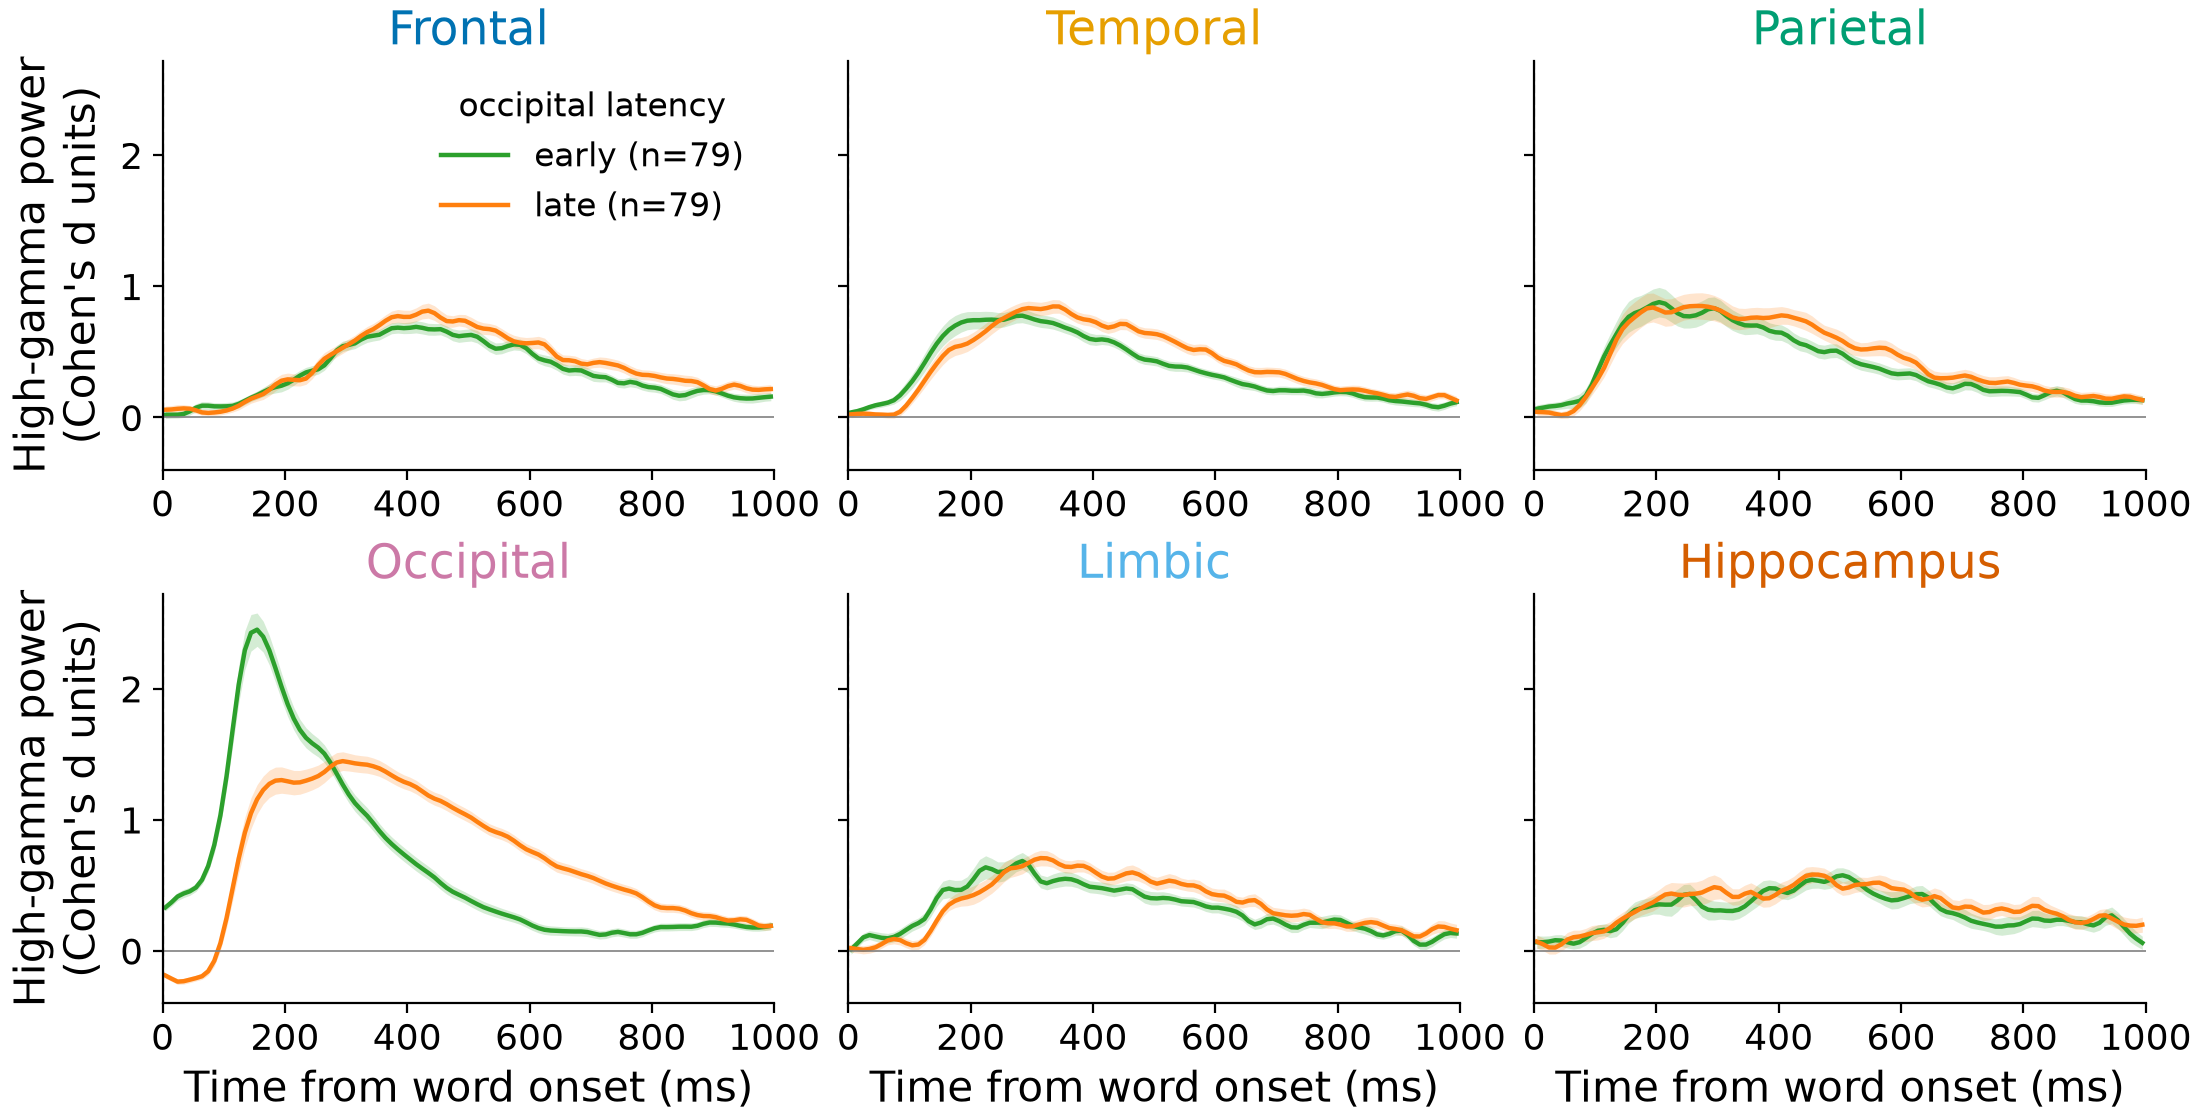 Frontal
Temporal
Parietal
High-gamma power
(Cohen's d units)
occipital latency
early (n=79)
late (n=79)
2
1
0
0 200 400 600 800 1000
0 200 400 600 800 1000
0 200 400 600 800 1000
Occipital
Limbic
Hippocampus
High-gamma power
(Cohen's d units)
2
1
0
0 200 400 600 800 1000
0 200 400 600 800 1000
0 200 400 600 800 1000
Time from word onset (ms)
Time from word onset (ms)
Time from word onset (ms)